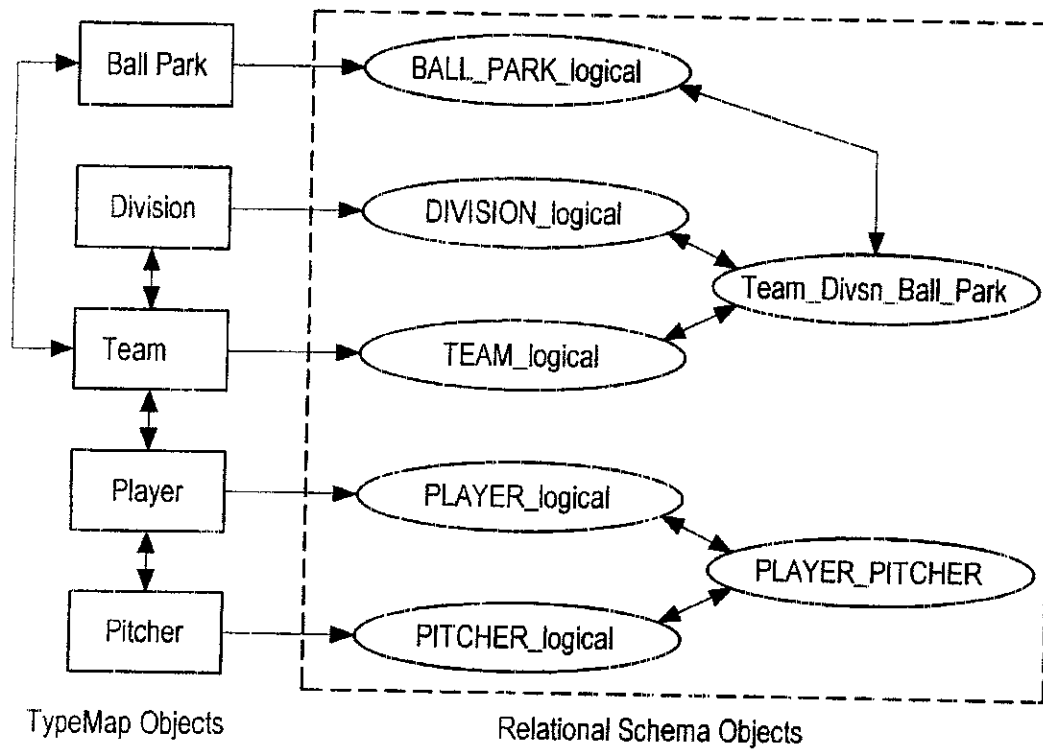 Ball Park
BALL_PARK_logical
Division
DIVISION_logical
Team_Divsn_Ball_Park
Team
TEAM_logical
Player
PLAYER_logical
PLAYER_PITCHER
Pitcher
PITCHER_logical
TypeMap Objects
Relational Schema Objects